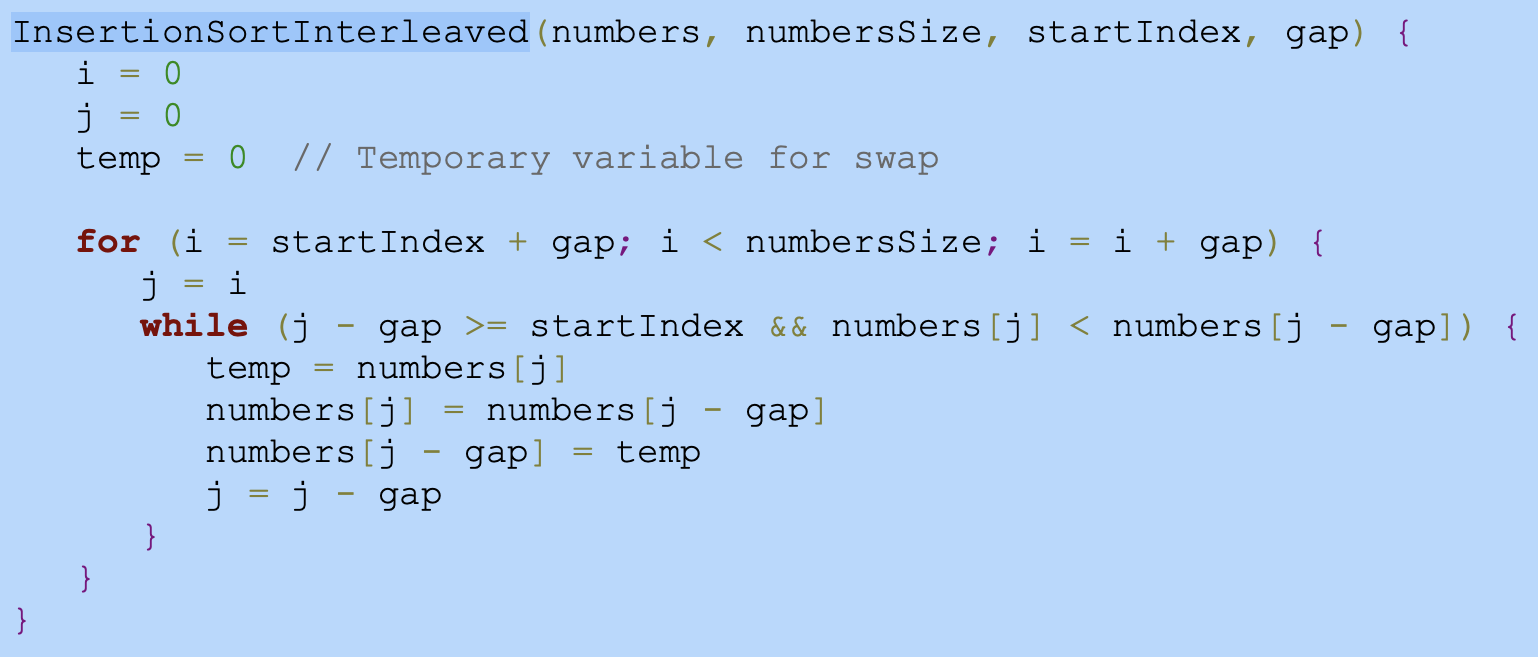 InsertionSortInterleaved(numbers, numbersSize, startIndex, gap) {
   i = 0
   j = 0
   temp = 0  // Temporary variable for swap

   for (i = startIndex + gap; i < numbersSize; i = i + gap) {
      j = i
      while (j - gap >= startIndex && numbers[j] < numbers[j - gap]) {
         temp = numbers[j]
         numbers[j] = numbers[j - gap]
         numbers[j - gap] = temp
         j = j - gap
      }
   }
}